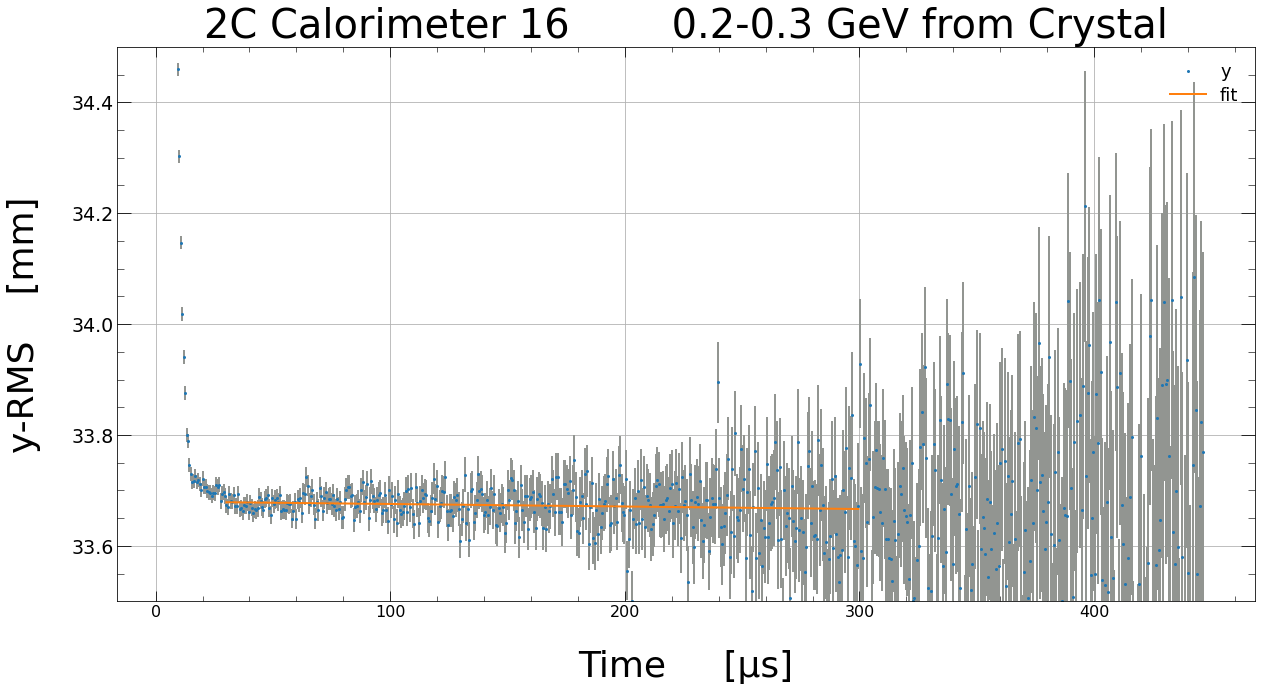 2C Calorimeter 16 0.2-0.3 GeV from Crystal
y
fit
34.4
34.2
34.0
33.8
33.6
y-RMS [mm]
0 100 200 300 400
Time [µs]